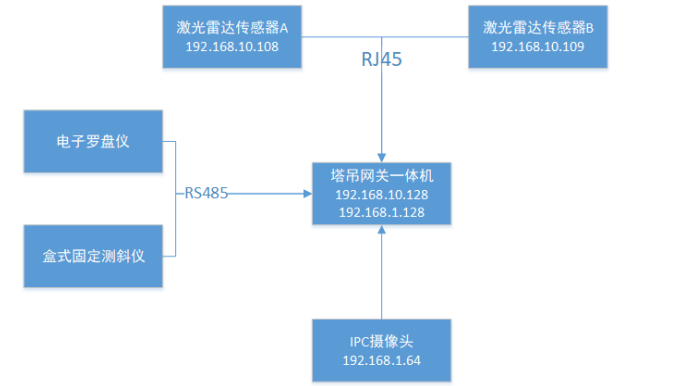 激光雷达传感器A
192.168.10.108
激光雷达传感器B
192.168.10.109
RJ45
电子罗盘仪
RS485
塔吊网关一体机
192.168.10.128
192.168.1.128
盒式固定测斜仪
IPC摄像头
192.168.1.64